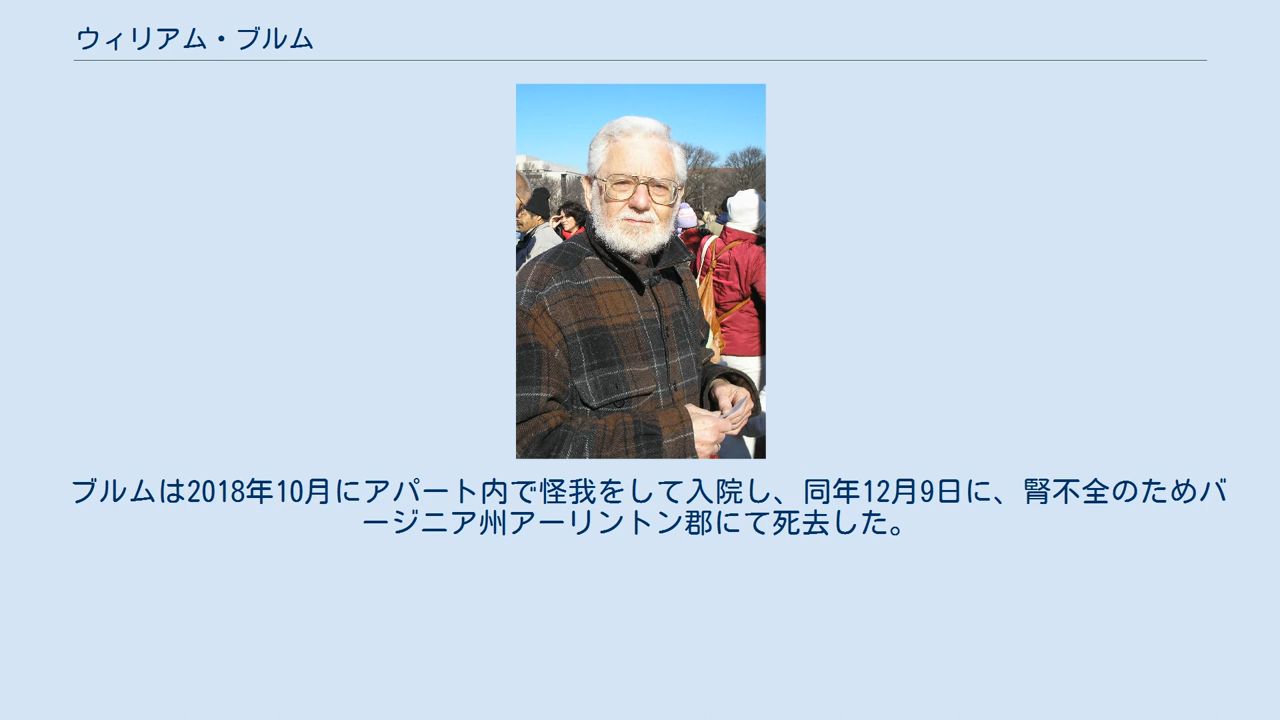 ウィリアム・ブルム
ブルムは2018年10月にアパート内で怪我をして入院し、同年12月9日に、腎不全のためバ
ージニア州アーリントン郡にて死去した。